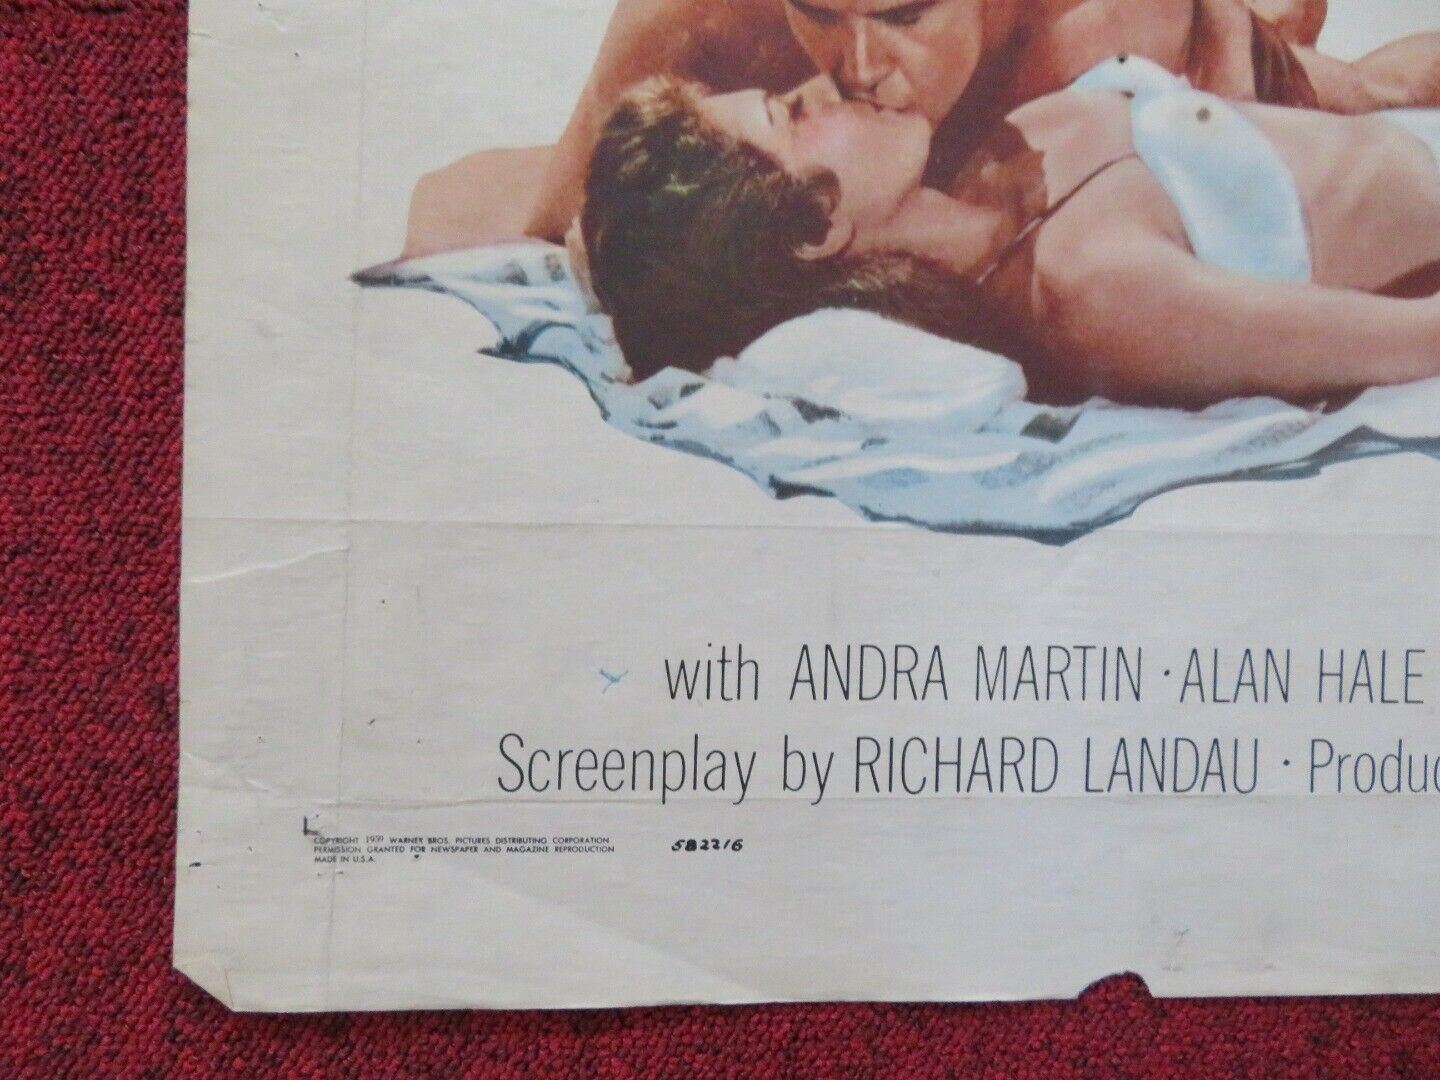 with ANDRA MARTIN · ALAN HALE
Screenplay by RICHARD LANDAU · Produc
COPYRIGHT 1959 WARNER BROS. PICTURES DISTRIBUTING CORPORATION
PERMISSION GRANTED FOR NEWSPAPER AND MAGAZINE REPRODUCTION
MADE IN U.S.A.
582216